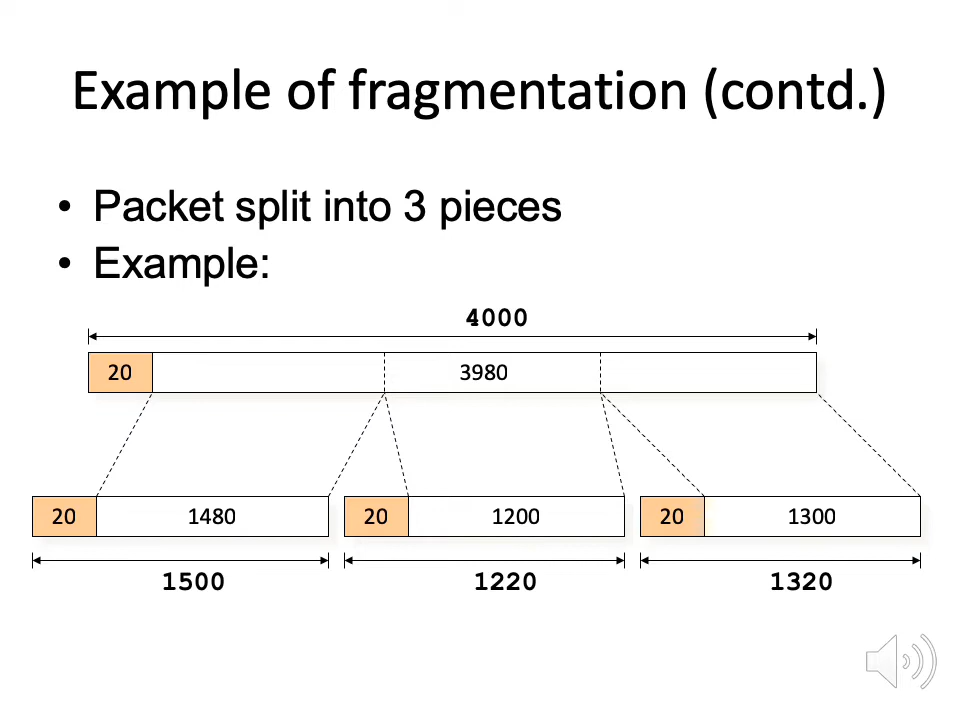 Example of fragmentation (contd.)
• Packet split into 3 pieces
• Example:
4000
20 3980
20 1480 20 1200 20 1300
1500 1220 1320